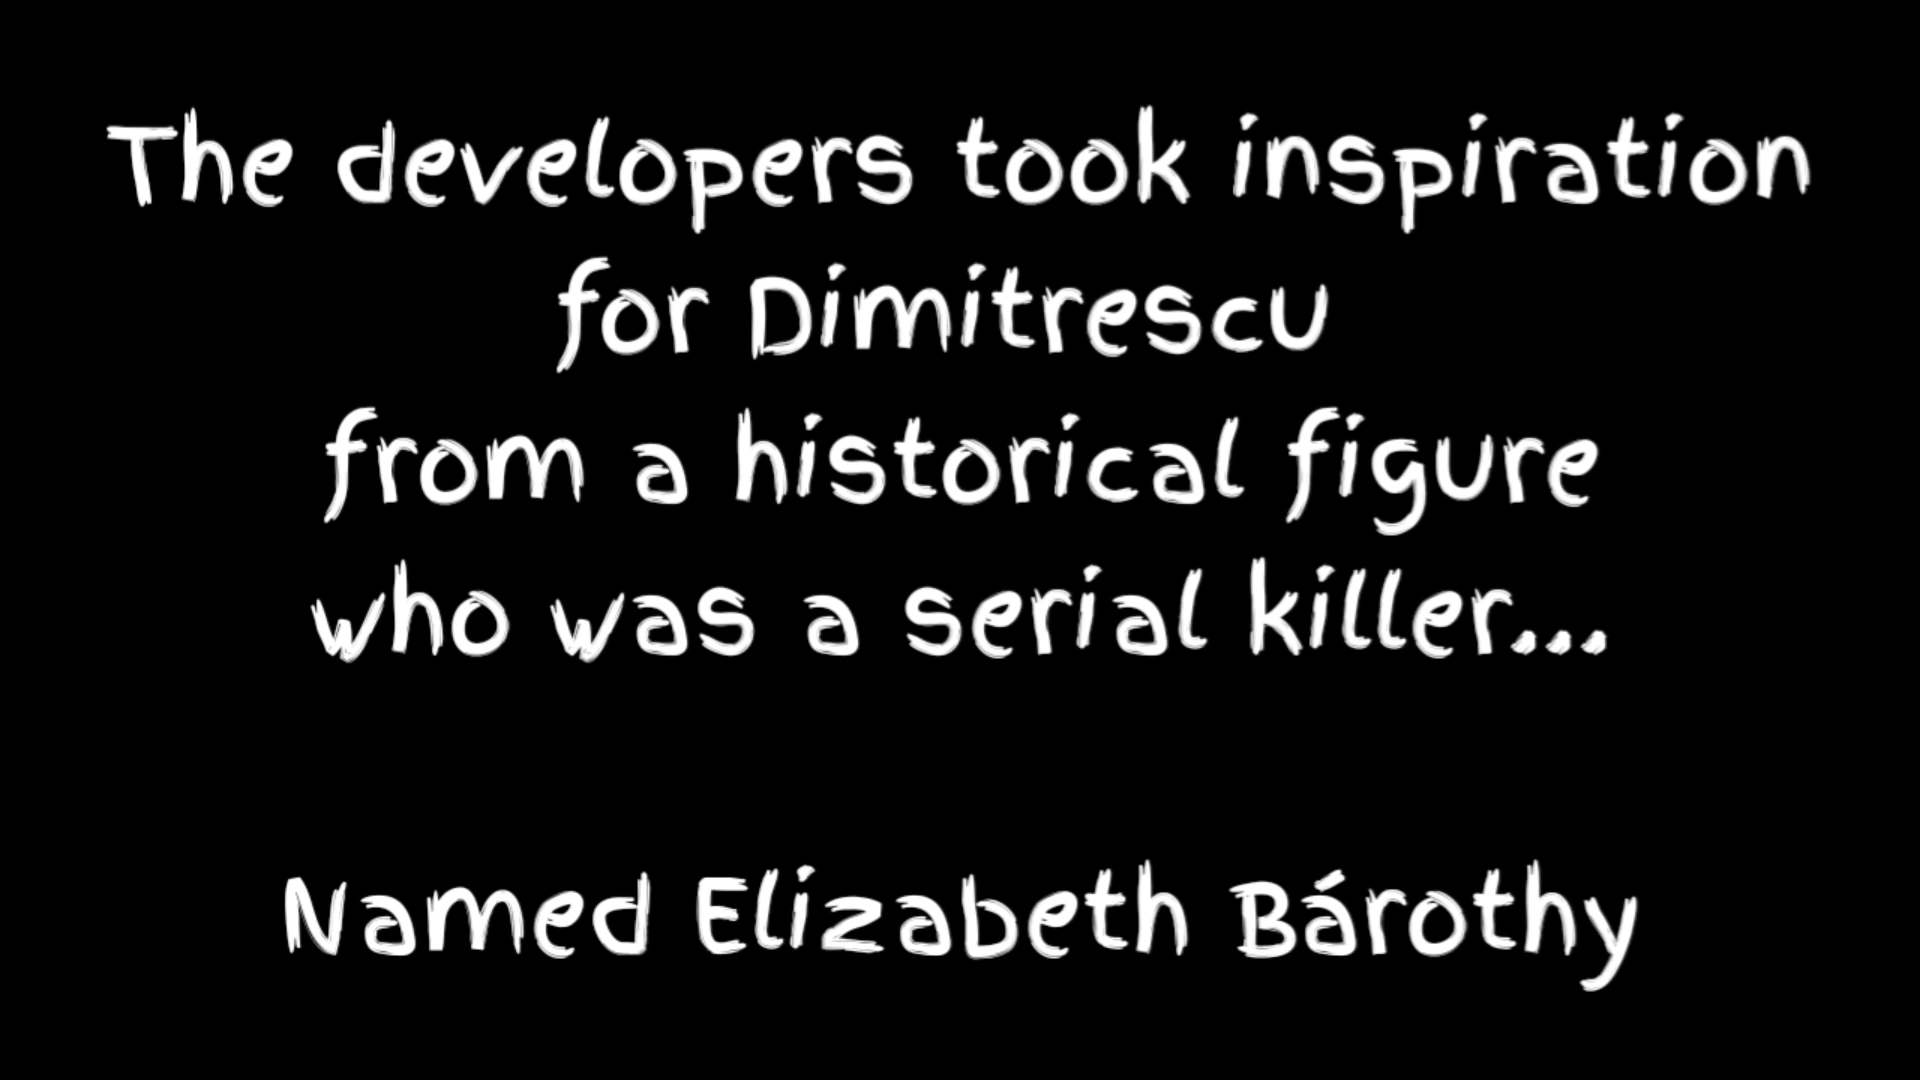 The developers took inspiration
for Dimitrescu
from a historical figure
who was a serial killer...
Named Elizabeth Bárothy